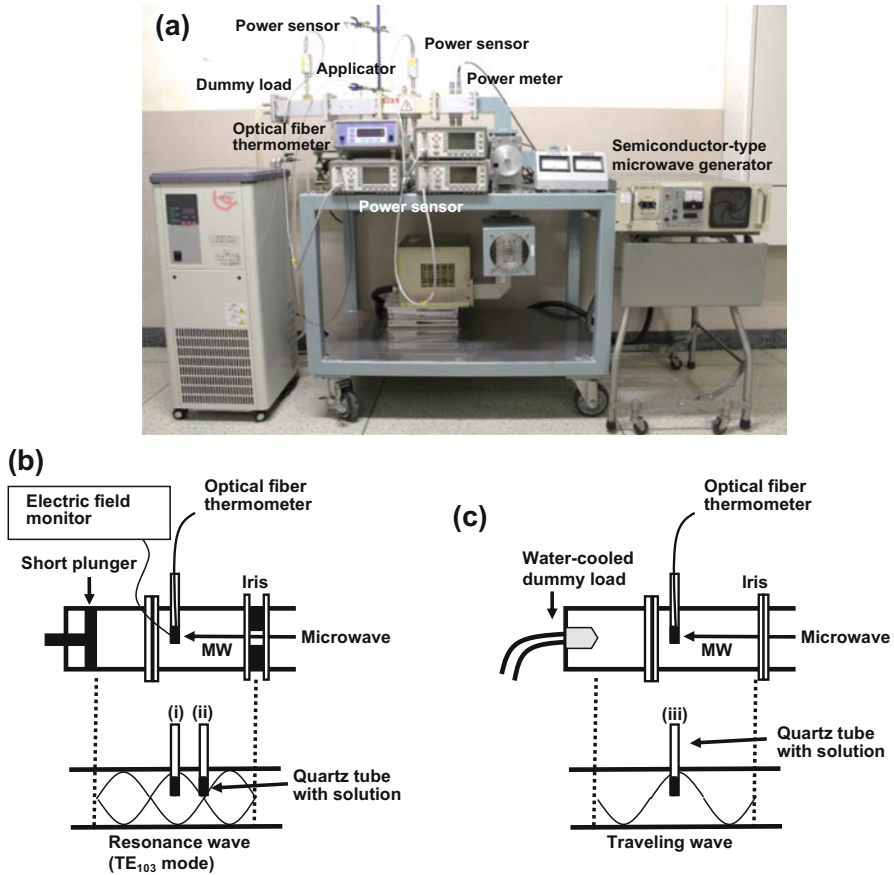 (a)
Power sensor
Power sensor
Applicator
Power meter
Dummy load
Optical fiber
thermometer
Semiconductor-type
microwave generator
Power sensor
(b)
Electric field
monitor
Optical fiber
thermometer
Short plunger
Iris
MW
Microwave
(i)
(ii)
Quartz tube
with solution
Resonance wave
(TE103 mode)
(c)
Optical fiber
thermometer
Water-cooled
dummy load
Iris
MW
Microwave
(iii)
Quartz tube
with solution
Traveling wave